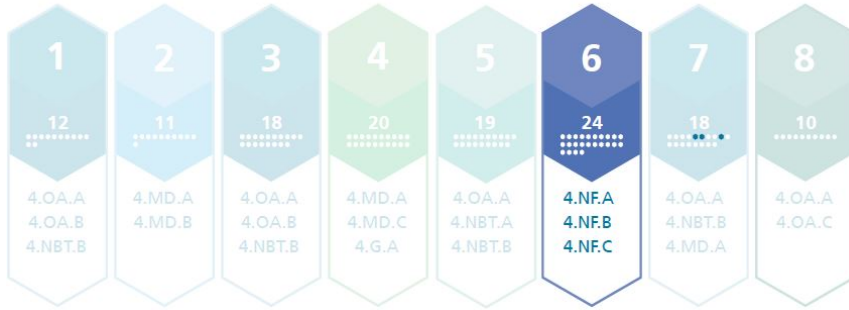 1 2 3 4 5 6 7 8
12 11 18 20 19 24 18 10
4.OA.A 4.MD.A 4.OA.A 4.MD.A 4.OA.A 4.NF.A 4.OA.A 4.OA.A
4.OA.B 4.MD.B 4.OA.B 4.MD.C 4.NBT.A 4.NF.B 4.NBT.B 4.OA.C
4.NBT.B 4.NBT.B 4.G.A 4.NBT.B 4.NF.C 4.MD.A